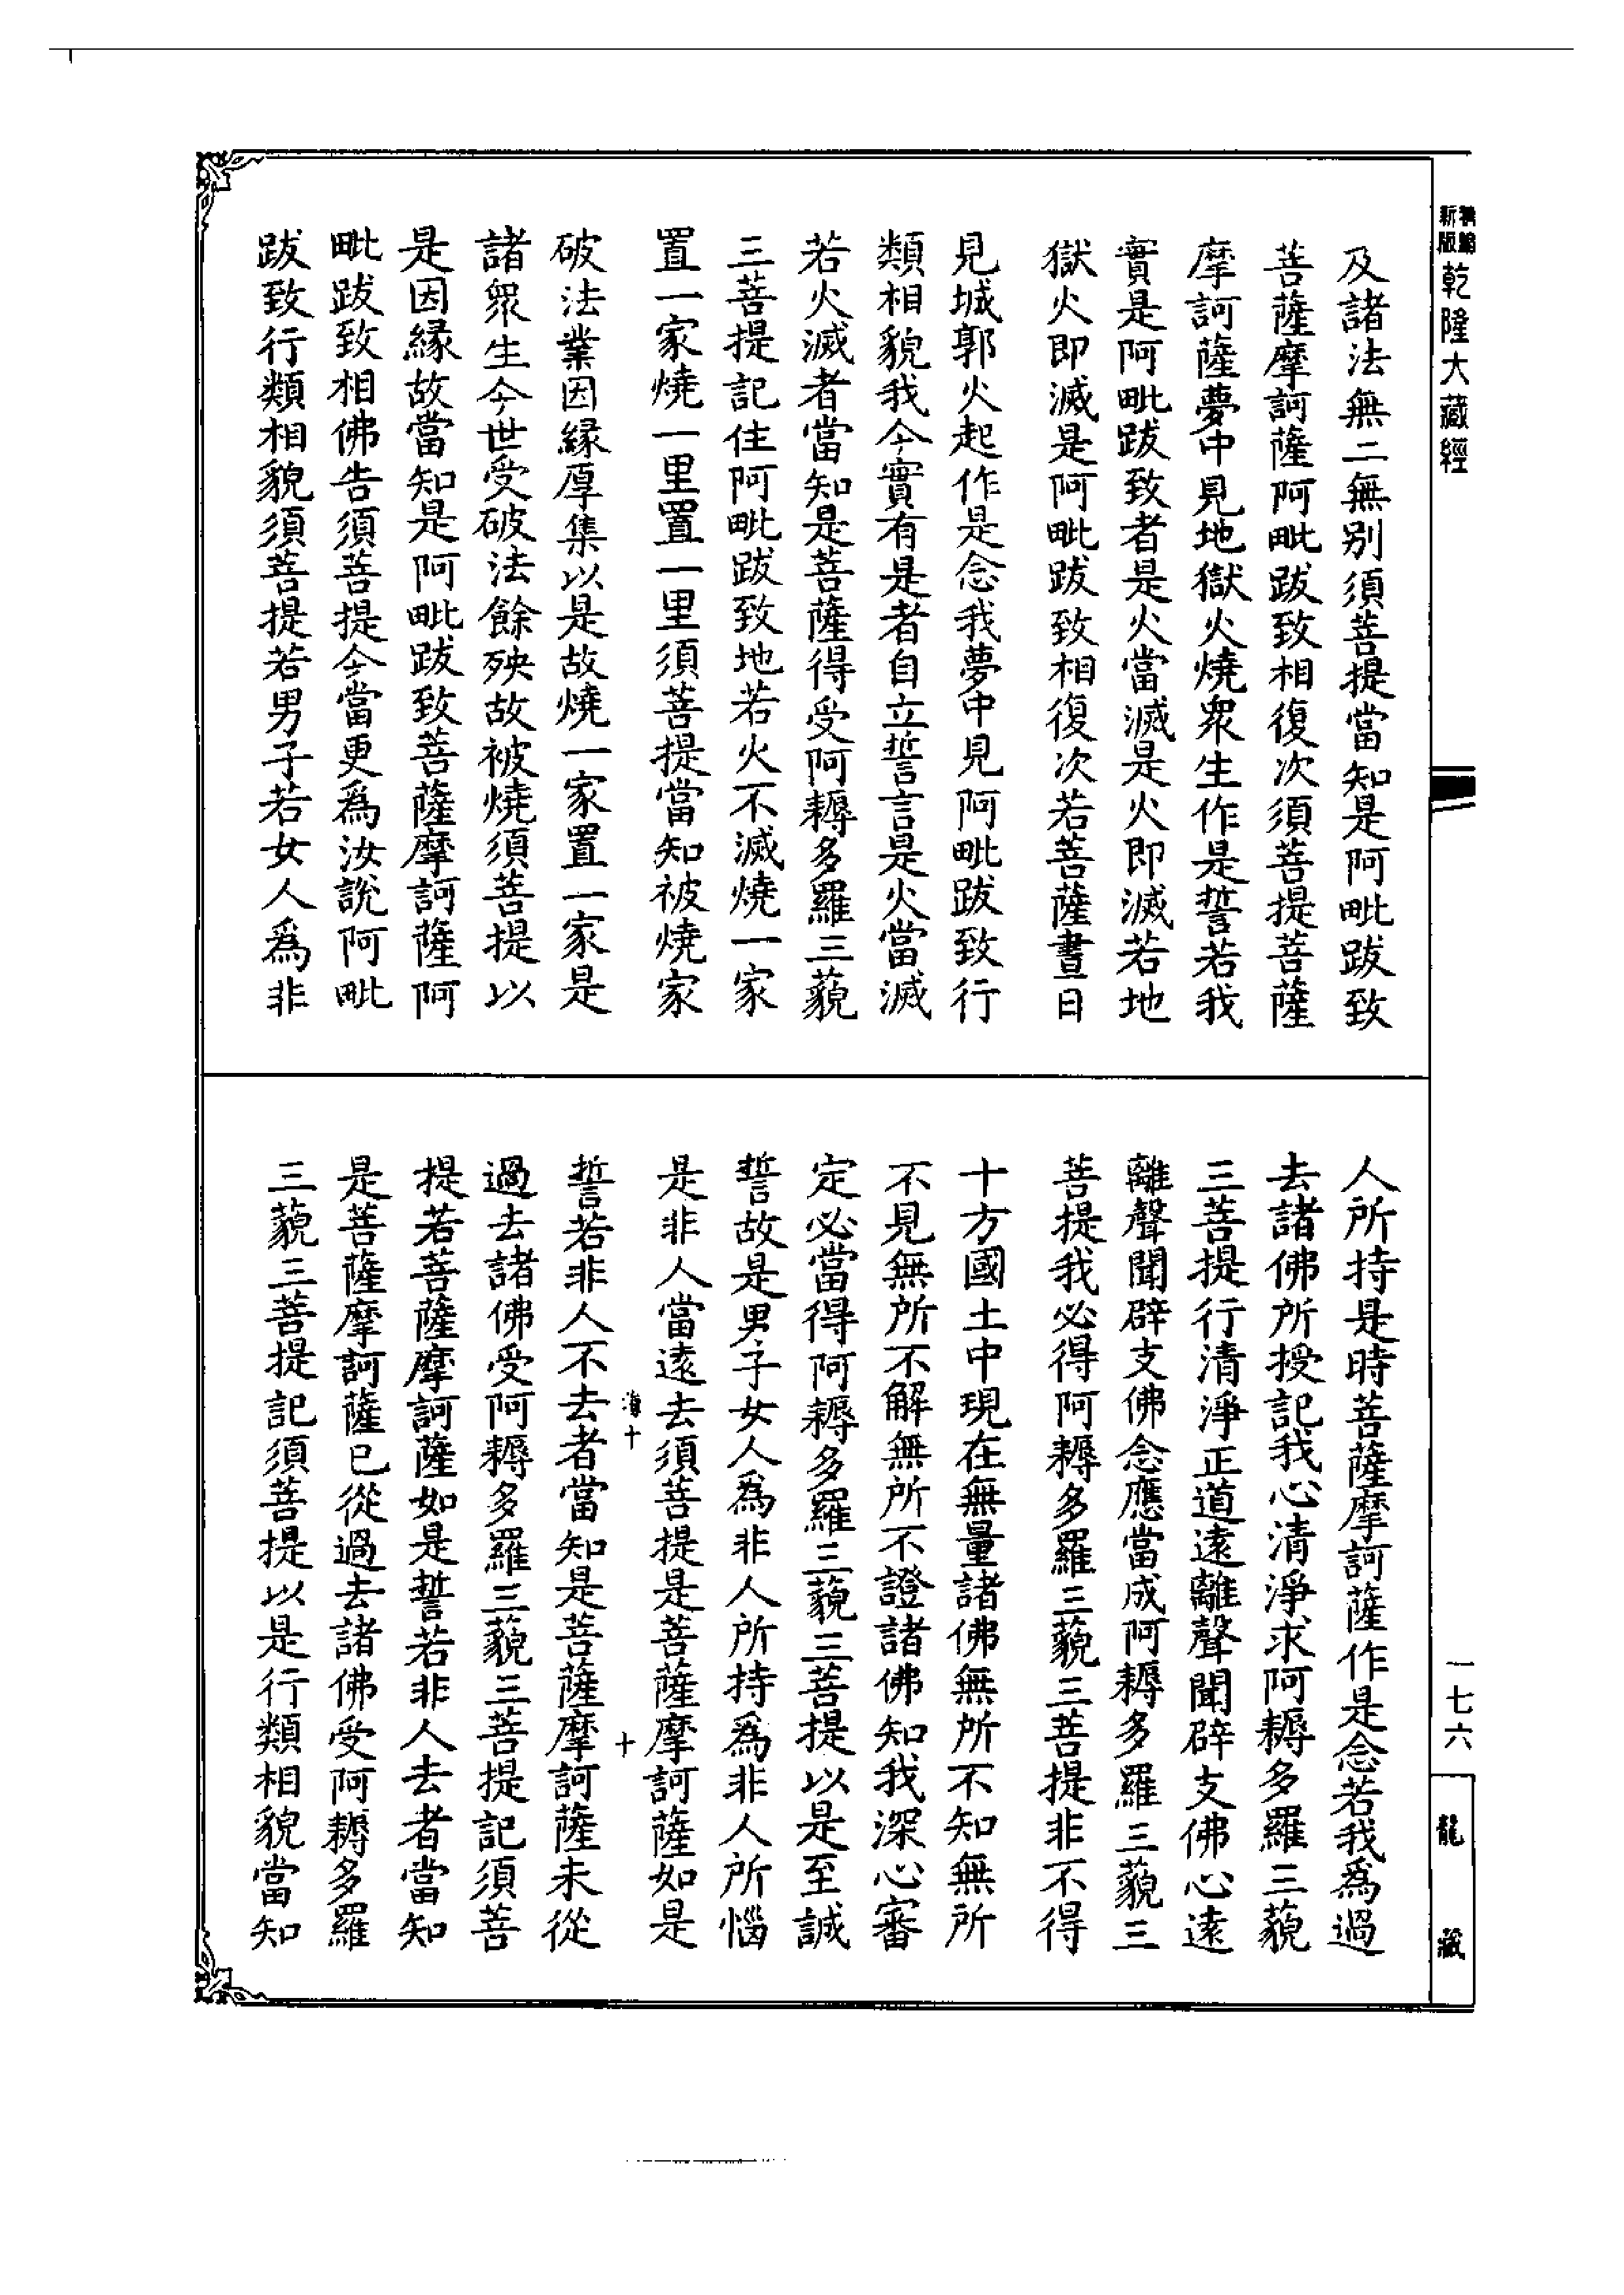 精縮
新版
乾隆大藏經
及諸法無二無別須菩提當知是阿毗跋致
菩薩摩訶薩阿毗跋致相復次須菩提菩薩
摩訶薩夢中見地獄火燒眾生作是誓若我
實是阿毗跋致者是火當滅是火即滅若地
獄火即滅是阿毗跋致相復次若菩薩晝日
見城郭火起作是念我夢中見阿毗跋致行
類相貌我今實有是者自立誓言是火當滅
若火滅者當知是菩薩得受阿耨多羅三藐
三菩提記住阿毗跋致地若火不滅燒一家
置一家燒一里置一里須菩提當知被燒家
破法業因緣厚集以是故燒一家置一家是
諸眾生今世受破法餘殃故被燒須菩提以
是因緣故當知是阿毗跋致菩薩摩訶薩阿
毗跋致相佛告須菩提今當更為汝說阿毗
跋致行類相貌須菩提若男子若女人為非
人所持是時菩薩摩訶薩作是念若我為過
去諸佛所授記我心清淨求阿耨多羅三藐
三菩提行清淨正道遠離聲聞辟支佛心遠
離聲聞辟支佛念應當成阿耨多羅三藐三
菩提我必得阿耨多羅三藐三菩提非不得
十方國土中現在無量諸佛無所不知無所
不見無所不解無所不證諸佛知我深心審
定必當得阿耨多羅三藐三菩提以是至誠
誓故是男子女人為非人所持為非人所惱
是非人當遠去須菩提是菩薩摩訶薩如是
海十
十
誓若非人不去者當知是菩薩摩訶薩未從
過去諸佛受阿耨多羅三藐三菩提記須菩
提若菩薩摩訶薩如是誓若非人去者當知
是菩薩摩訶薩已從過去諸佛受阿耨多羅
三藐三菩提記須菩提以是行類相貌當知
一七六
龍藏